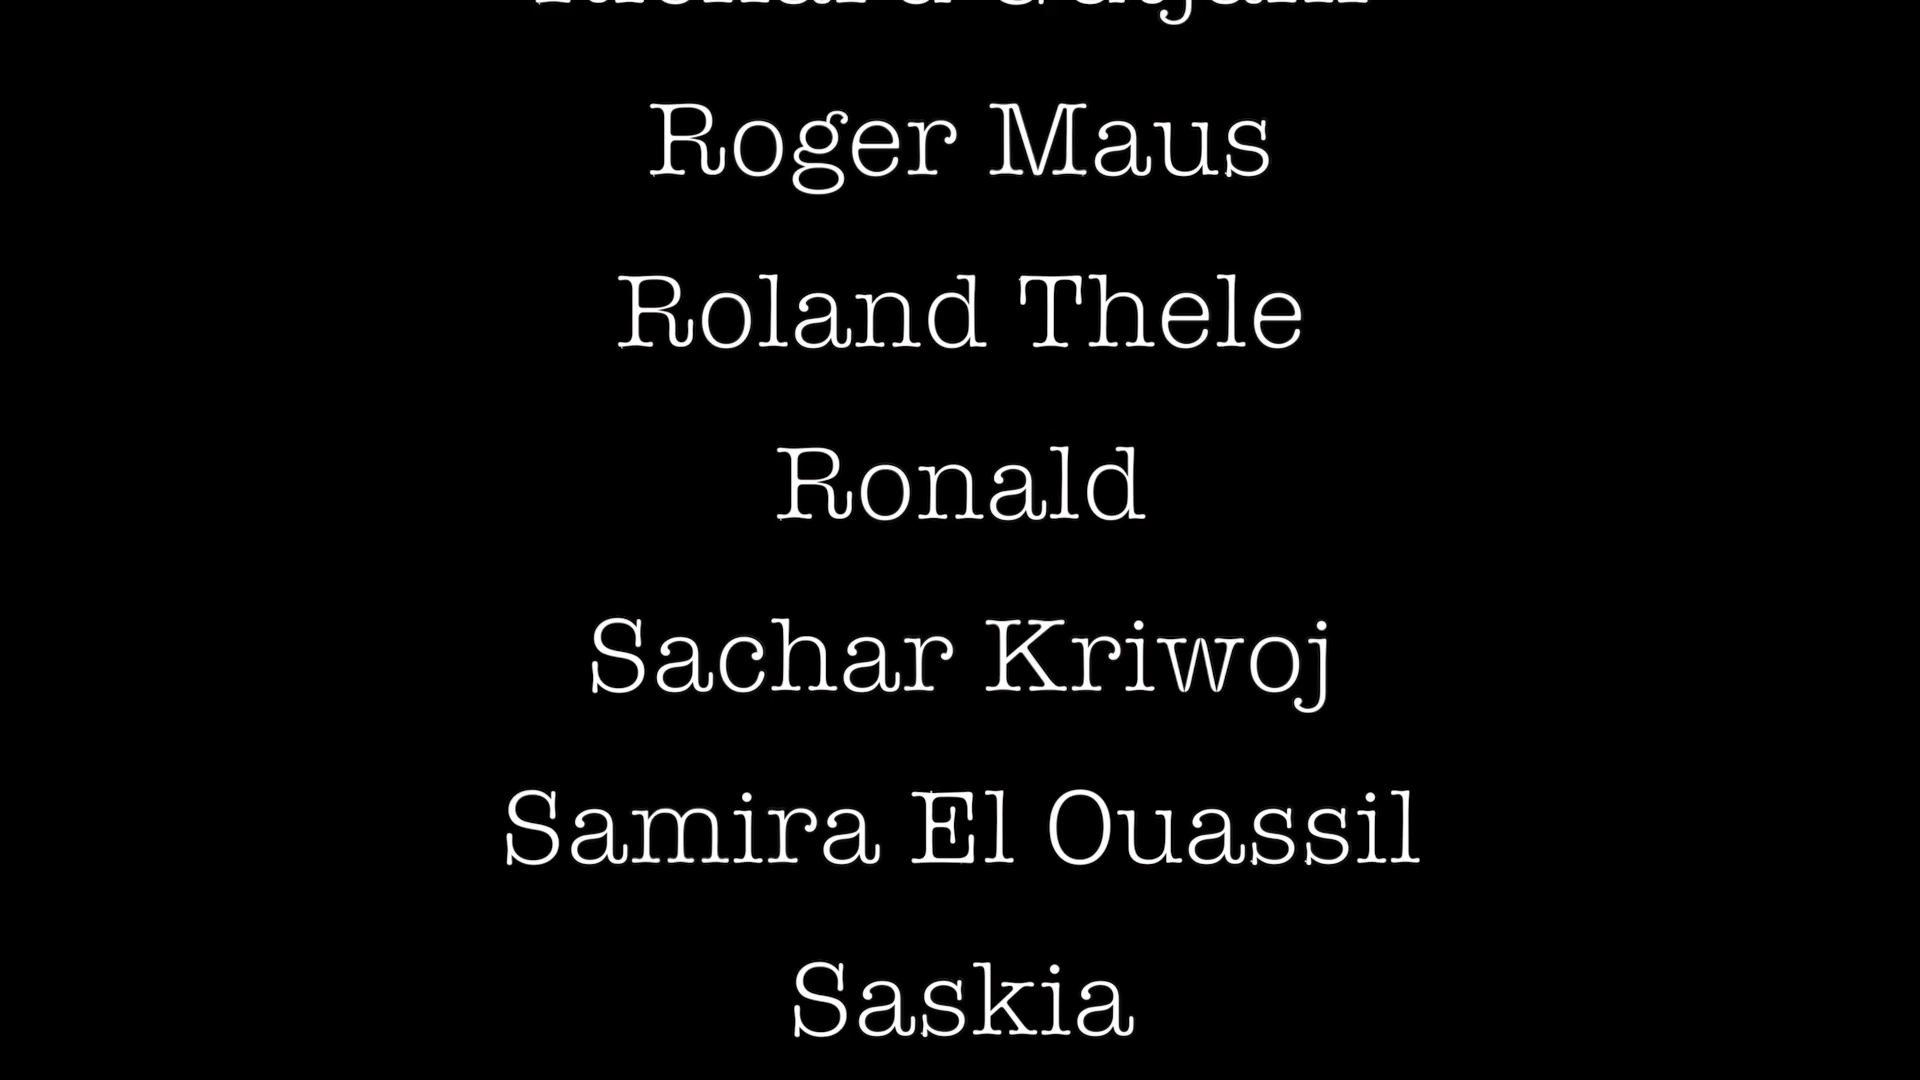 Roger Maus
Roland Thele
Ronald
Sachar Kriwoj
Samira El Ouassil
Saskia